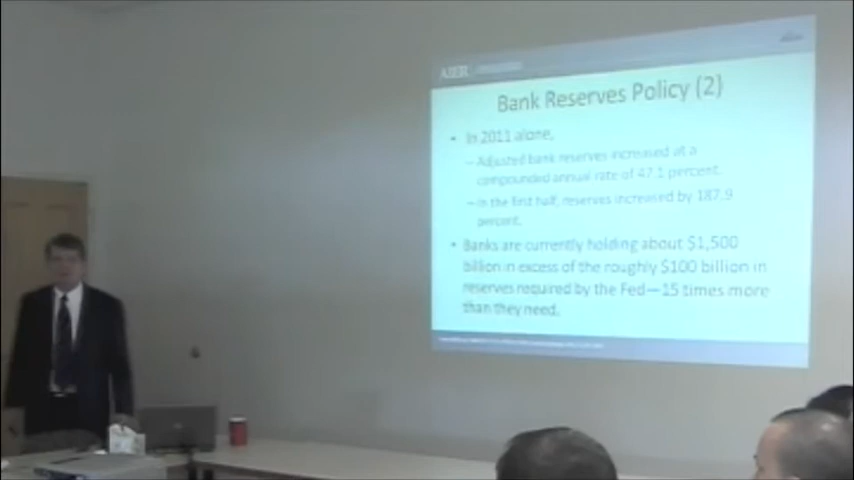 AIER
Bank Reserves Policy (2)
• In 2011 alone,
– Adjusted bank reserves increased at a
compounded annual rate of 47.1 percent.
– In the first half, reserves increased by 187.9
percent.
• Banks are currently holding about $1,500
billion in excess of the roughly $100 billion in
reserves required by the Fed—15 times more
than they need.